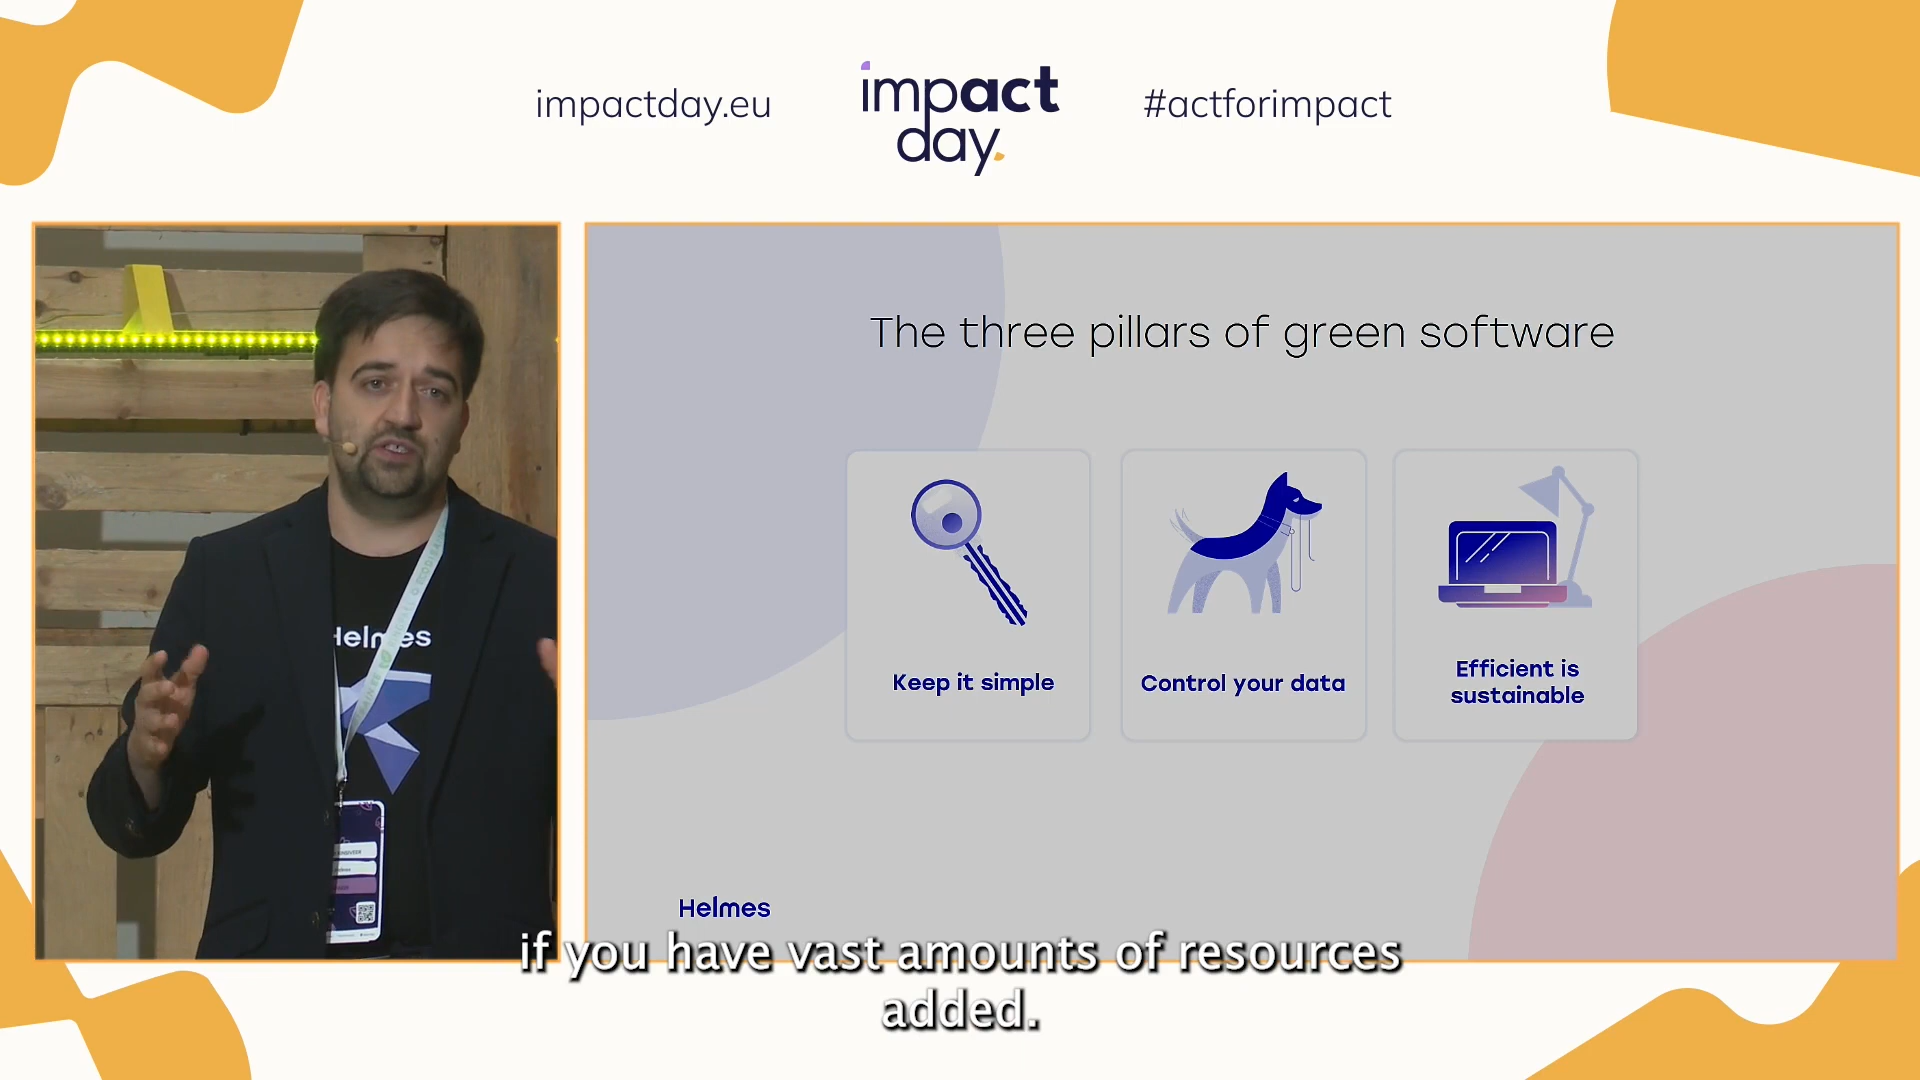 impactday.eu
impact
day.
#actforimpact
The three pillars of green software
Keep it simple
Control your data
Efficient is
sustainable
Helmes
Helmes
if you have vast amounts of resources
added.